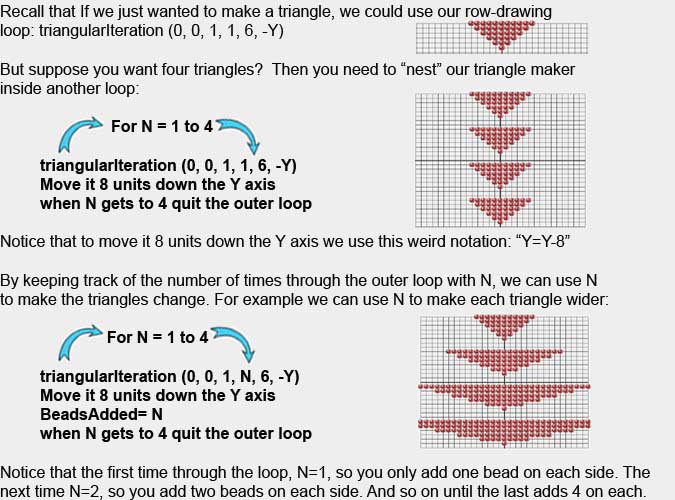 Recall that If we just wanted to make a triangle, we could use our row-drawing
loop: triangularIteration (0, 0, 1, 1, 6, -Y)
But suppose you want four triangles?  Then you need to “nest” our triangle maker
inside another loop:
For N = 1 to 4
triangularIteration (0, 0, 1, 1, 6, -Y)
Move it 8 units down the Y axis
when N gets to 4 quit the outer loop
Notice that to move it 8 units down the Y axis we use this weird notation: “Y=Y-8”
By keeping track of the number of times through the outer loop with N, we can use N
to make the triangles change. For example we can use N to make each triangle wider:
For N = 1 to 4
triangularIteration (0, 0, 1, N, 6, -Y)
Move it 8 units down the Y axis
BeadsAdded= N
when N gets to 4 quit the outer loop
Notice that the first time through the loop, N=1, so you only add one bead on each side. The
next time N=2, so you add two beads on each side. And so on until the last adds 4 on each.